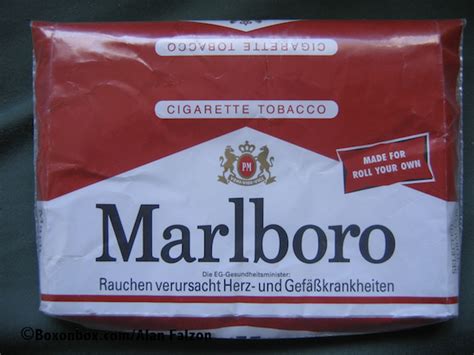 CIGARETTE TOBACCO
CIGARETTE TOBACCO
PM
MADE FOR
ROLL YOUR OWN
Marlboro
Die EG-Gesundheitsminister:
Rauchen verursacht Herz- und Gefäßkrankheiten
©Boxonbox.com/Alan Falzon